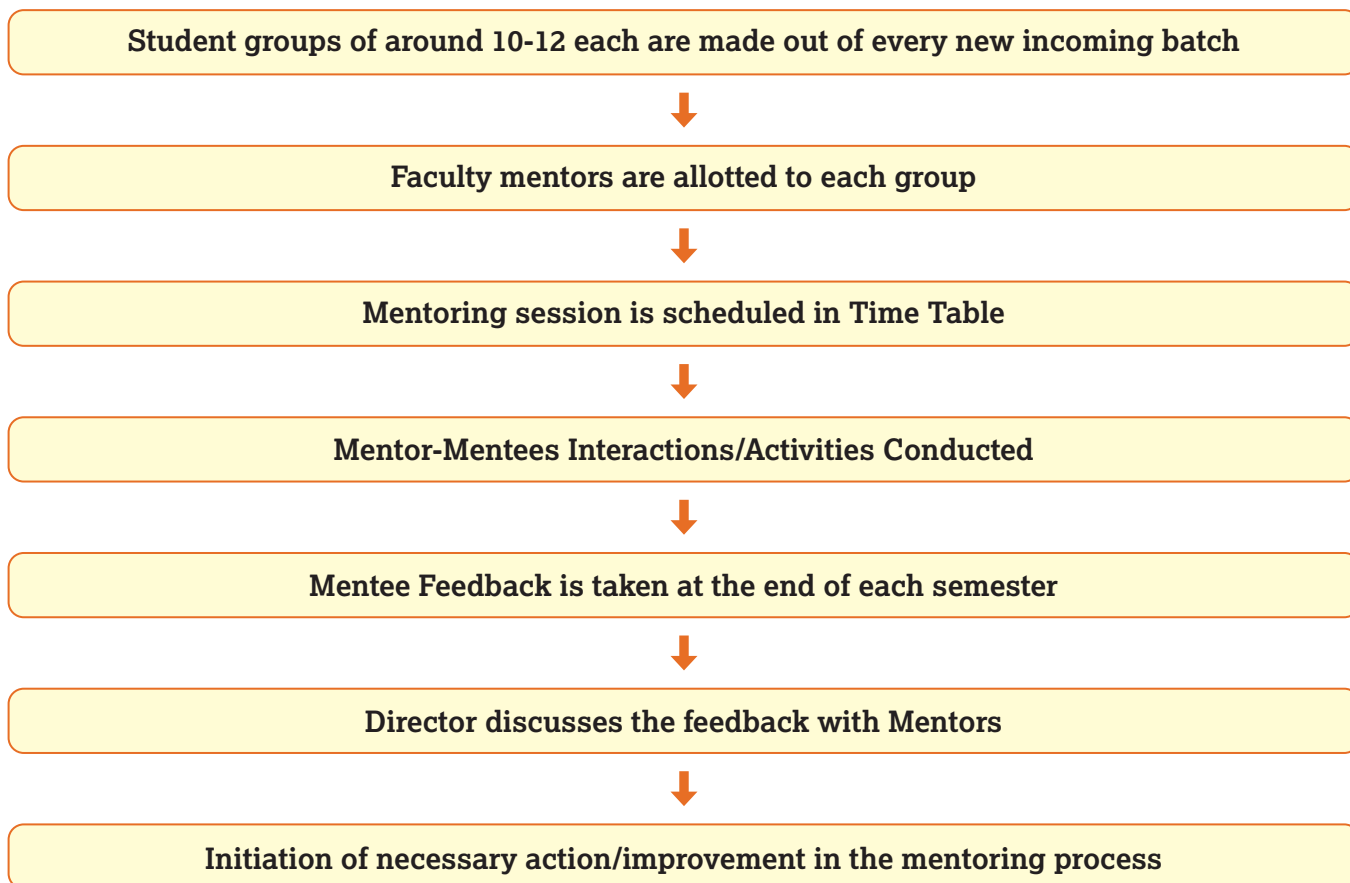 Student groups of around 10-12 each are made out of every new incoming batch
Faculty mentors are allotted to each group
Mentoring session is scheduled in Time Table
Mentor-Mentees Interactions/Activities Conducted
Mentee Feedback is taken at the end of each semester
Director discusses the feedback with Mentors
Initiation of necessary action/improvement in the mentoring process